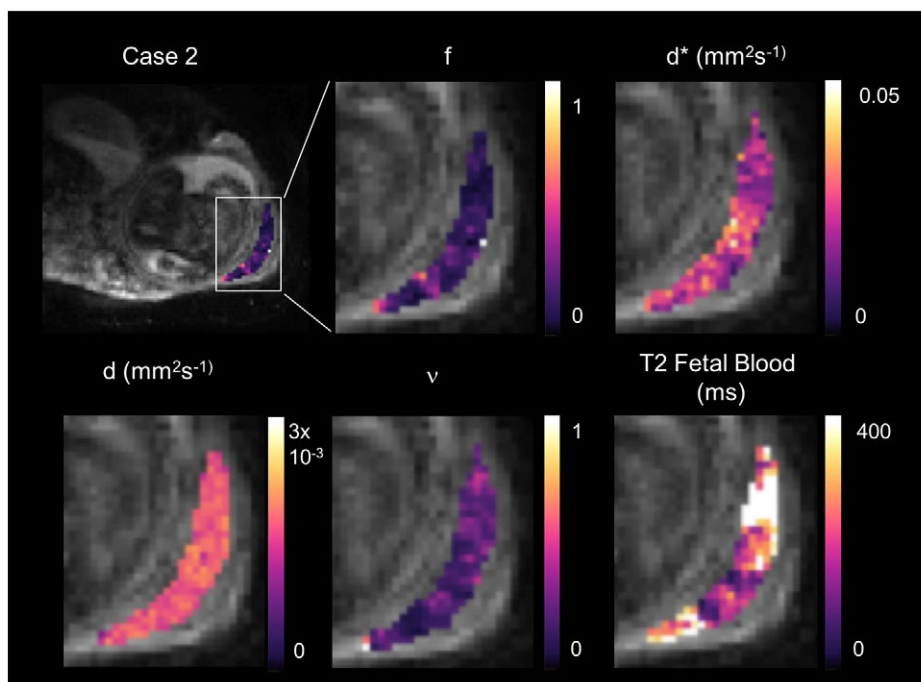 Case 2
f
d* (mm²s⁻¹)
1
0
0.05
0
d (mm²s⁻¹)
ν
T2 Fetal Blood
(ms)
3x
10⁻³
0
1
0
400
0